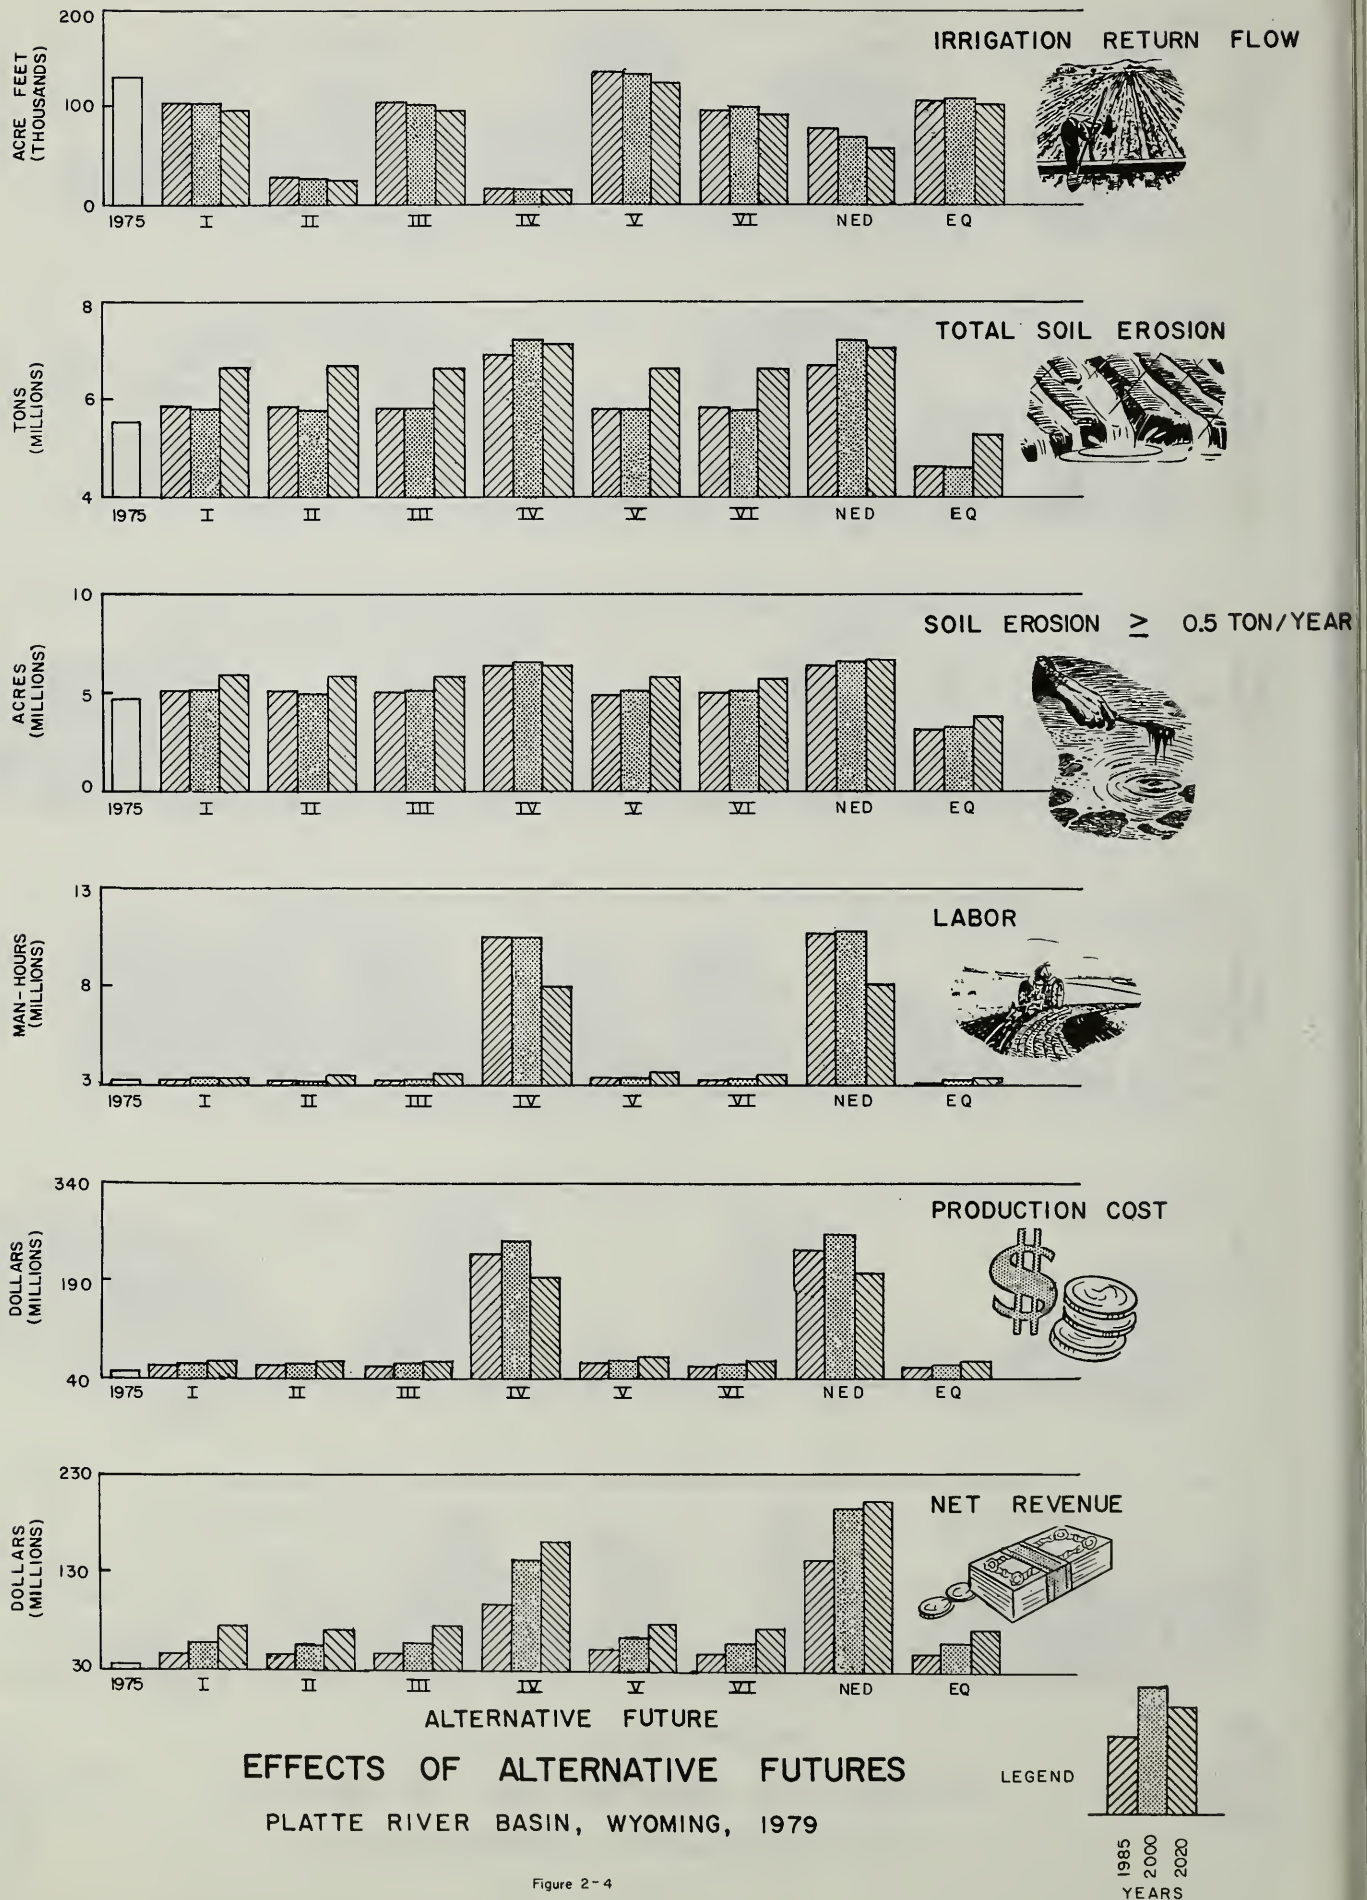 IRRIGATION RETURN FLOW
ACRE FEET
(THOUSANDS)
200
100
0
1975 I II III IV V VI NED EQ
TOTAL SOIL EROSION
TONS
(MILLIONS)
8
6
4
1975 I II III IV V VI NED EQ
SOIL EROSION ≥ 0.5 TON/YEAR
ACRES
(MILLIONS)
10
5
0
1975 I II III IV V VI NED EQ
LABOR
MAN-HOURS
(MILLIONS)
13
8
3
1975 I II III IV V VI NED EQ
PRODUCTION COST
DOLLARS
(MILLIONS)
340
190
40
1975 I II III IV V VI NED EQ
NET REVENUE
DOLLARS
(MILLIONS)
230
130
30
1975 I II III IV V VI NED EQ
ALTERNATIVE FUTURE
EFFECTS OF ALTERNATIVE FUTURES
PLATTE RIVER BASIN, WYOMING, 1979
LEGEND
1985
2000
2020
YEARS
Figure 2-4